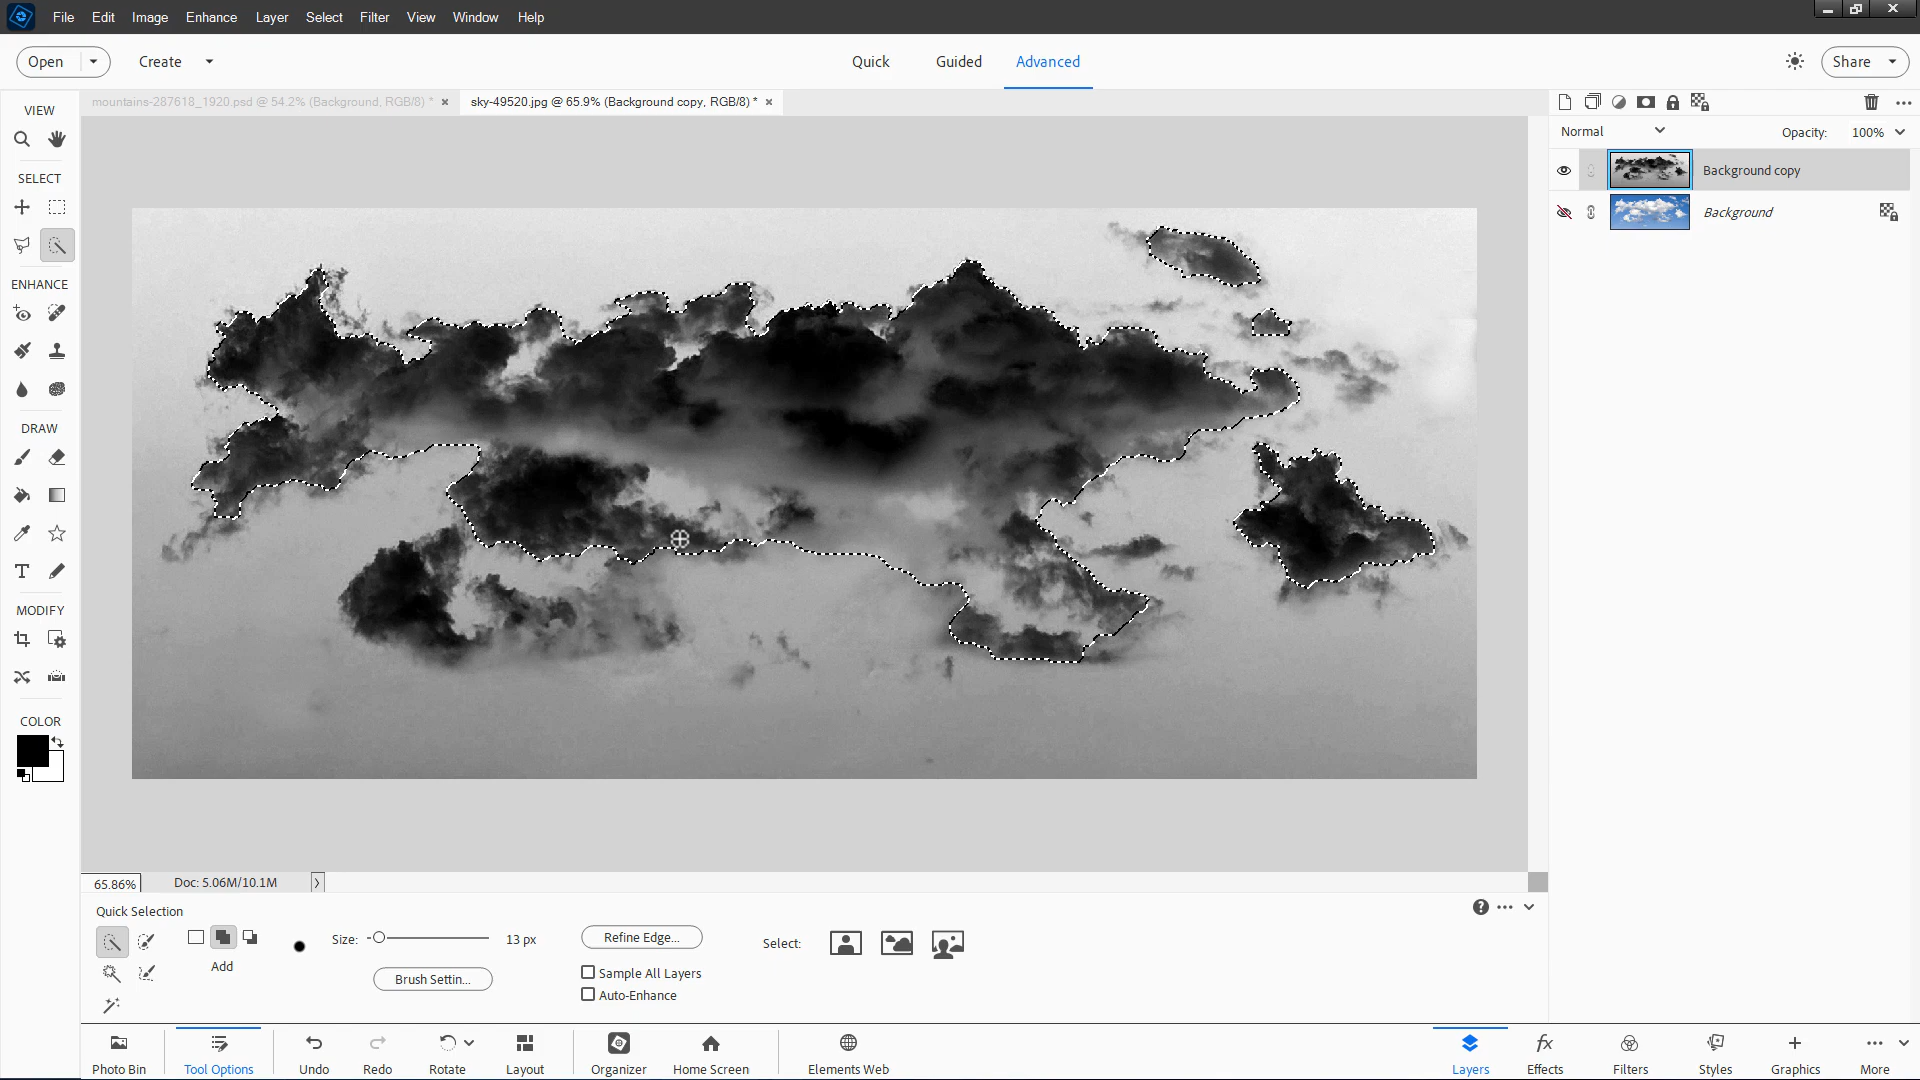 File Edit Image Enhance Layer Select Filter View Window Help
Open Create Quick Guided Advanced Share
mountains-287618_1920.psd @ 54.2% (Background, RGB/8) * sky-49520.jpg @ 65.9% (Background copy, RGB/8) *
VIEW
SELECT
ENHANCE
DRAW
T
MODIFY
COLOR
Normal Opacity: 100%
Background copy
Background
65.86% Doc: 5.06M/10.1M
Quick Selection
Add
Size: 13 px
Brush Settin...
Refine Edge...
Sample All Layers
Auto-Enhance
Select:
Photo Bin Tool Options Undo Redo Rotate Layout Organizer Home Screen Elements Web Layers Effects Filters Styles Graphics More